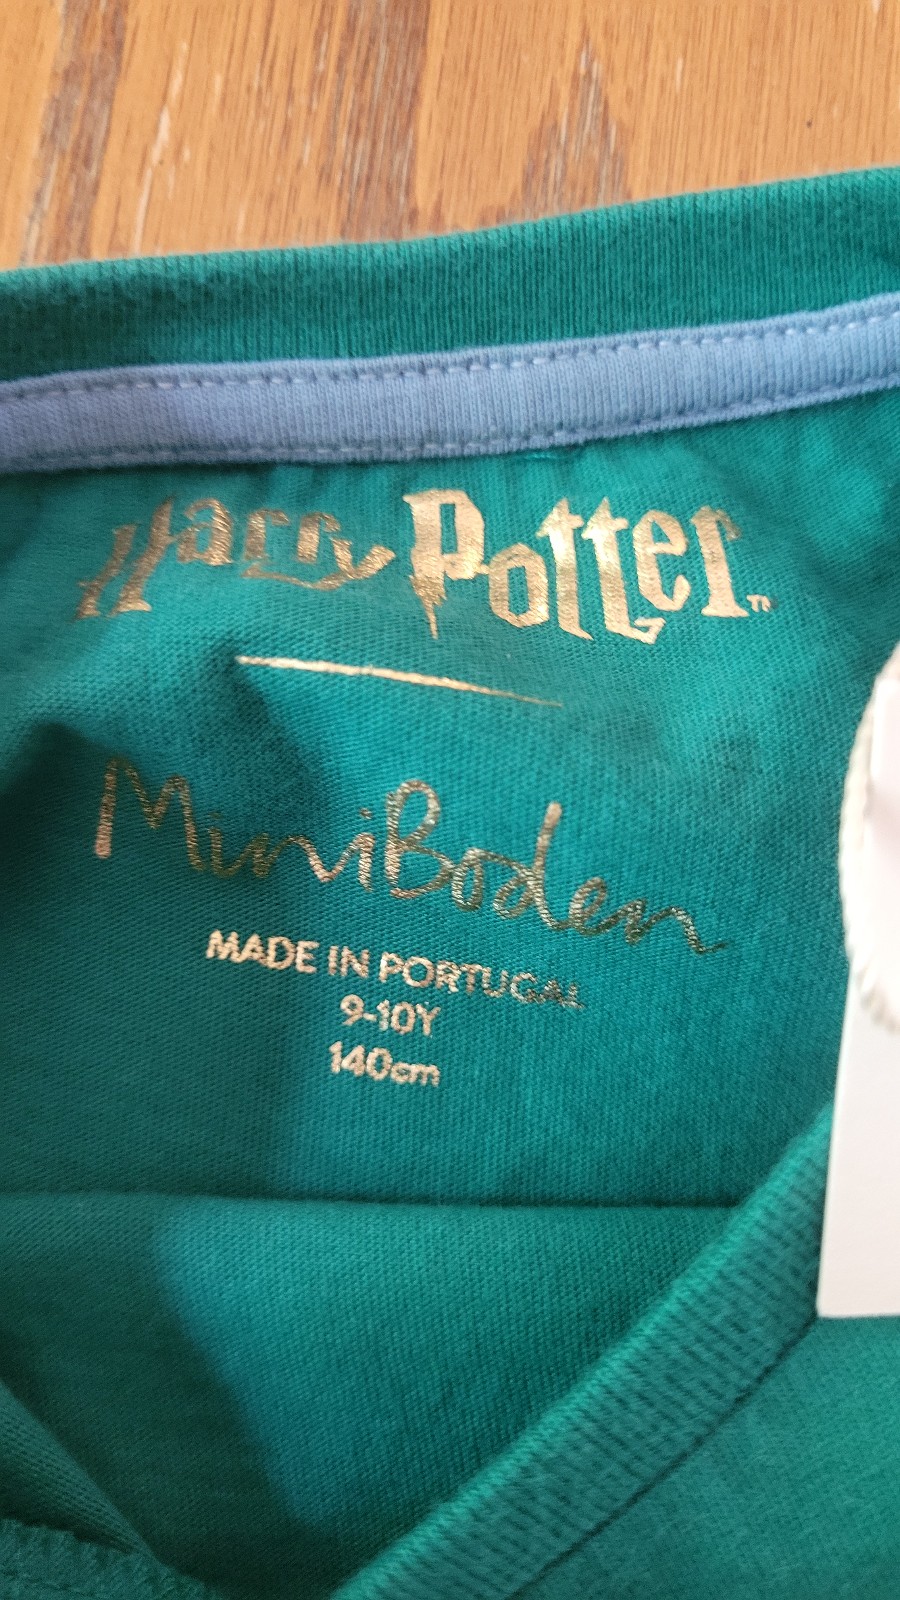 Harry Potter™
MiniBoden
MADE IN PORTUGAL
9-10Y
140cm